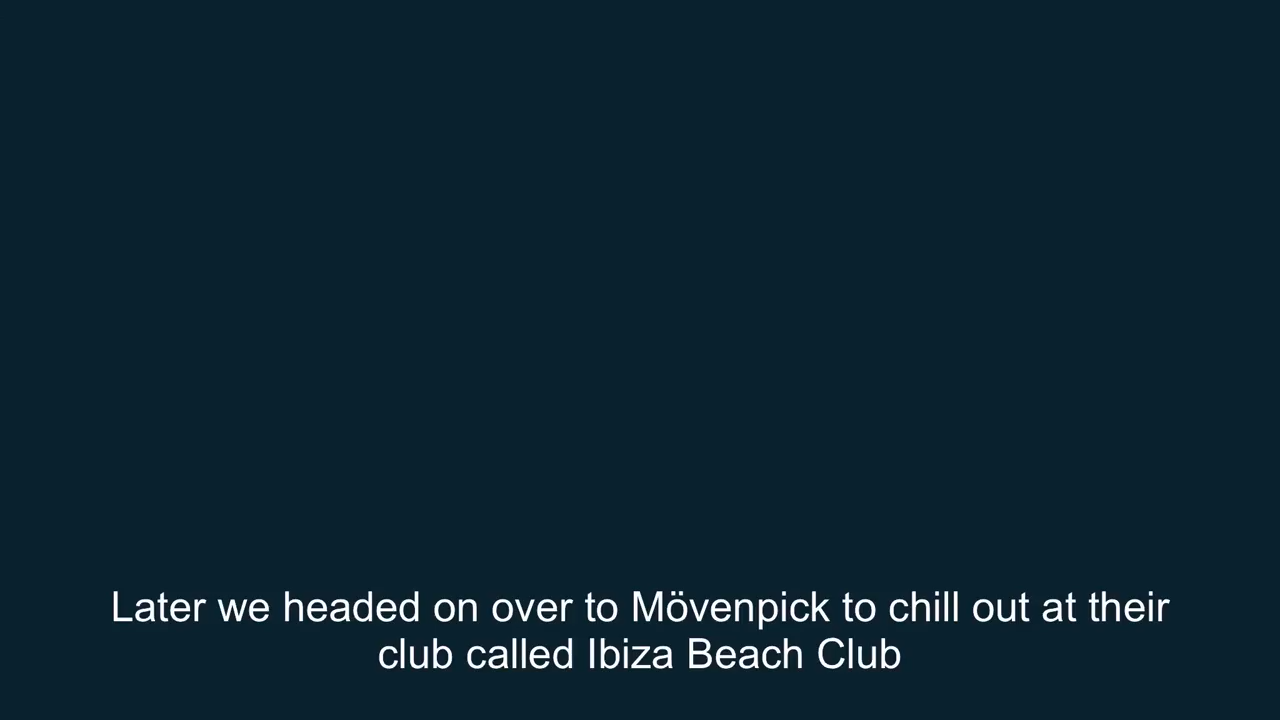 Later we headed on over to Mövenpick to chill out at their
club called Ibiza Beach Club